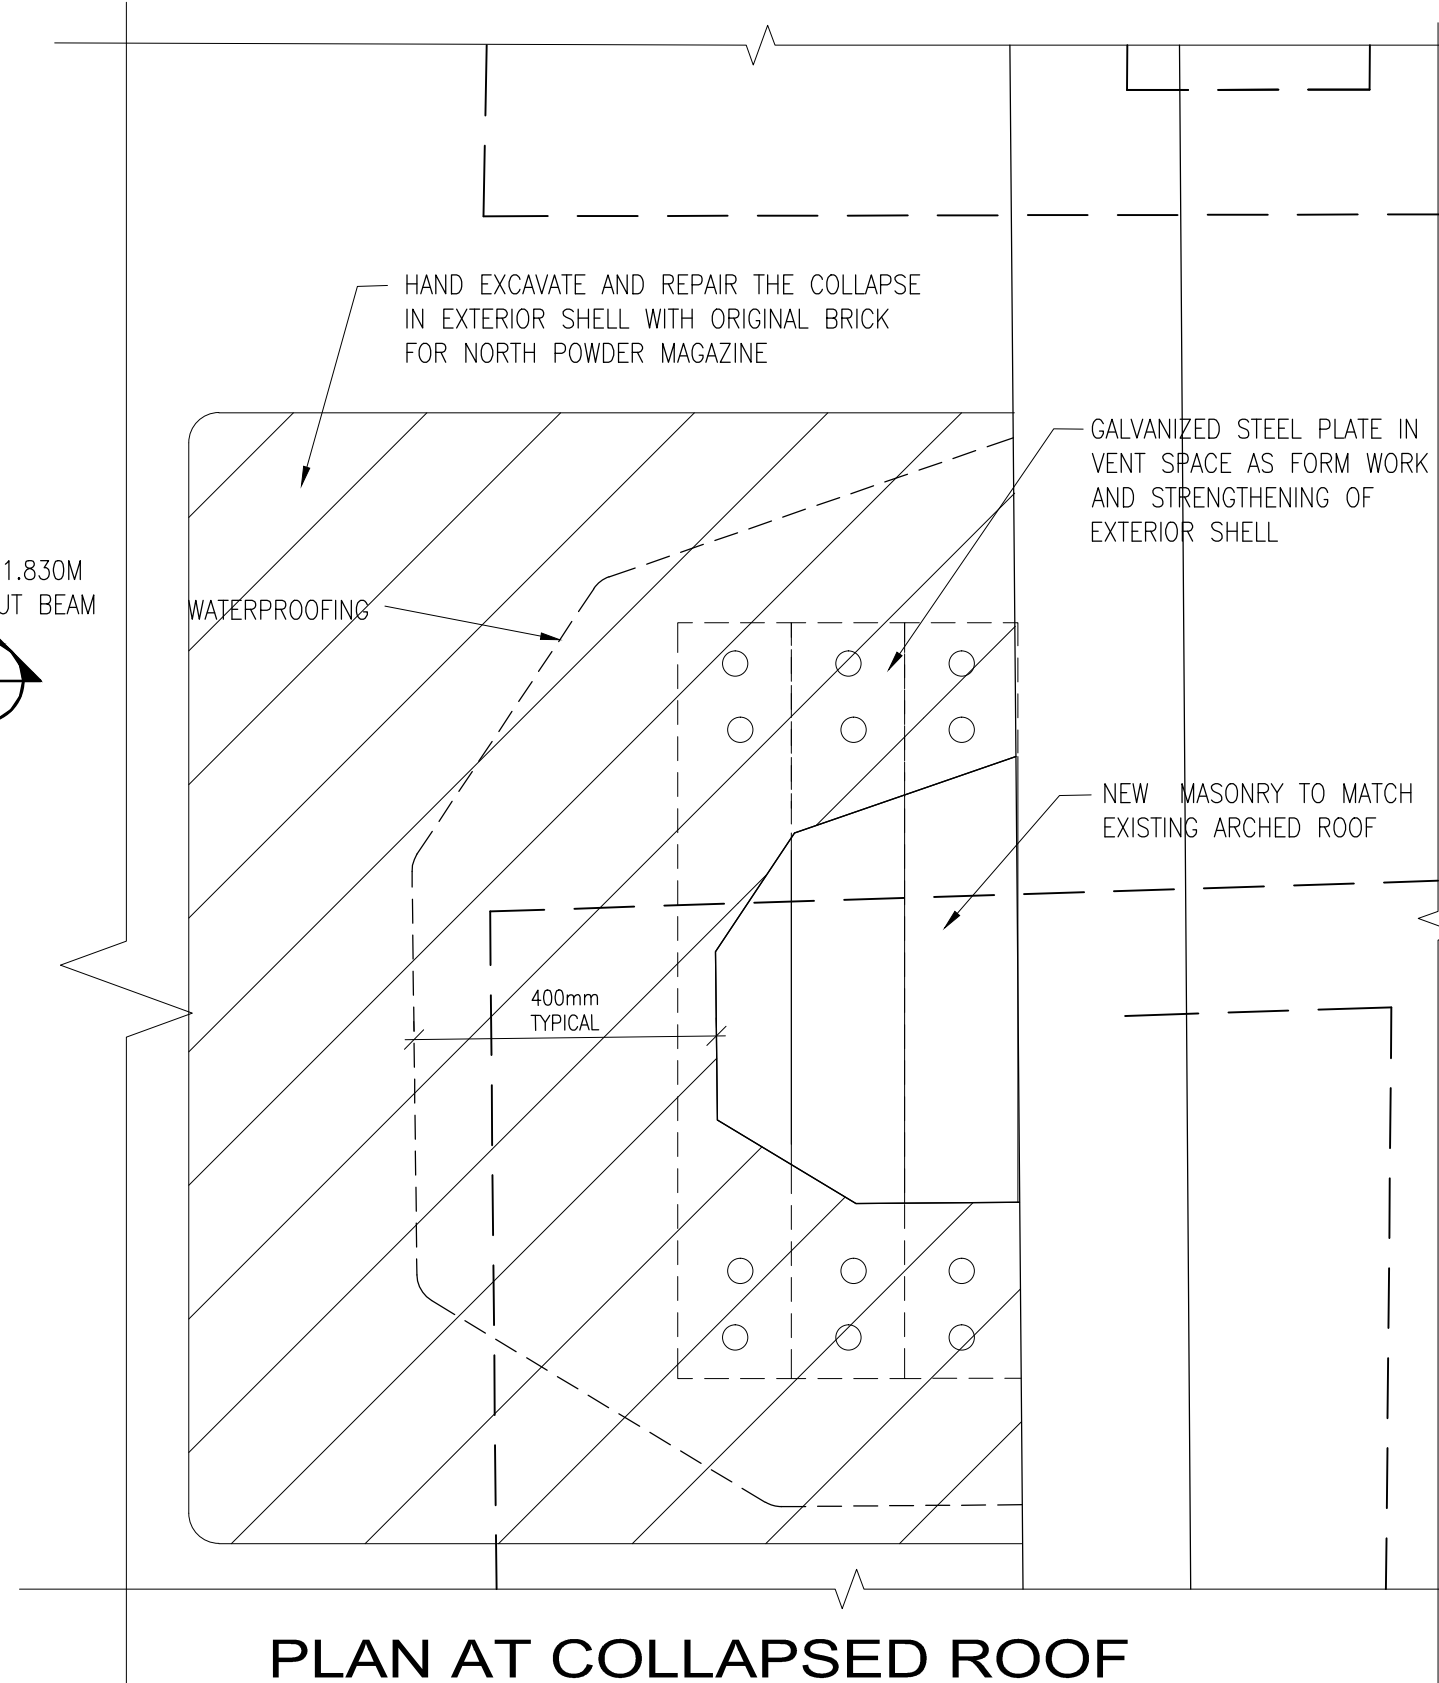 HAND EXCAVATE AND REPAIR THE COLLAPSE
IN EXTERIOR SHELL WITH ORIGINAL BRICK
FOR NORTH POWDER MAGAZINE
GALVANIZED STEEL PLATE IN
VENT SPACE AS FORM WORK
AND STRENGTHENING OF
EXTERIOR SHELL
1.830M
UT BEAM
WATERPROOFING
NEW MASONRY TO MATCH
EXISTING ARCHED ROOF
400mm
TYPICAL
PLAN AT COLLAPSED ROOF